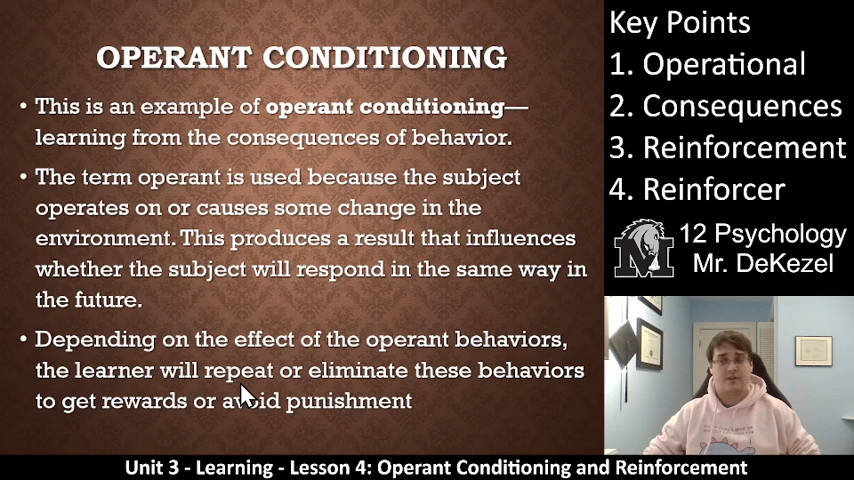 OPERANT CONDITIONING
• This is an example of operant conditioning—
learning from the consequences of behavior.
• The term operant is used because the subject
operates on or causes some change in the
environment. This produces a result that influences
whether the subject will respond in the same way in
the future.
• Depending on the effect of the operant behaviors,
the learner will repeat or eliminate these behaviors
to get rewards or avoid punishment
Key Points
1. Operational
2. Consequences
3. Reinforcement
4. Reinforcer
12 Psychology
Mr. DeKezel
Unit 3 - Learning - Lesson 4: Operant Conditioning and Reinforcement